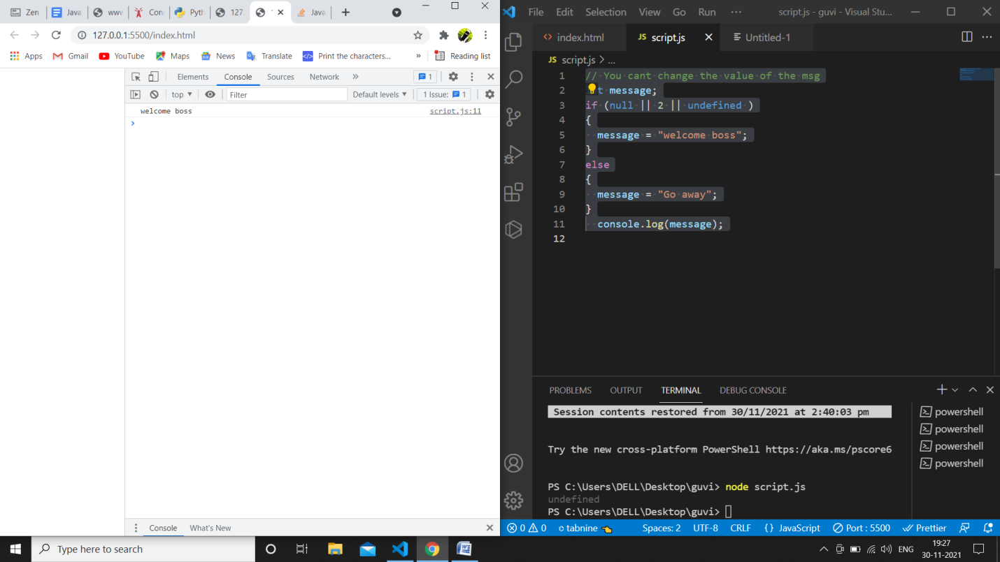 Zen
Java
www
Con
Pyth
127.
Java
127.0.0.1:5500/index.html
Apps
Gmail
YouTube
Maps
News
Translate
Print the characters...
»
Reading list
Elements
Console
Sources
Network
»
1
top ▼
Filter
Default levels ▼
1 Issue: 1
welcome boss
script.js:11
Console
What's New
File Edit Selection View Go Run ···
script.js - guvi - Visual Stu...
<> index.html
JS script.js
Untitled-1
JS script.js > ...
1 // You cant change the value of the msg
2 t message;
3 if (null || 2 || undefined )
4 {
5 message = "welcome boss";
6 }
7 else
8 {
9 message = "Go away";
10 }
11 console.log(message);
12
PROBLEMS OUTPUT TERMINAL DEBUG CONSOLE
Session contents restored from 30/11/2021 at 2:40:03 pm
Try the new cross-platform PowerShell https://aka.ms/pscore6
PS C:\Users\DELL\Desktop\guvi> node script.js
undefined
PS C:\Users\DELL\Desktop\guvi>
powershell
powershell
powershell
powershell
0 0
tabnine
Spaces: 2
UTF-8
CRLF
{} JavaScript
Port : 5500
Prettier
Type here to search
ENG
19:27
30-11-2021